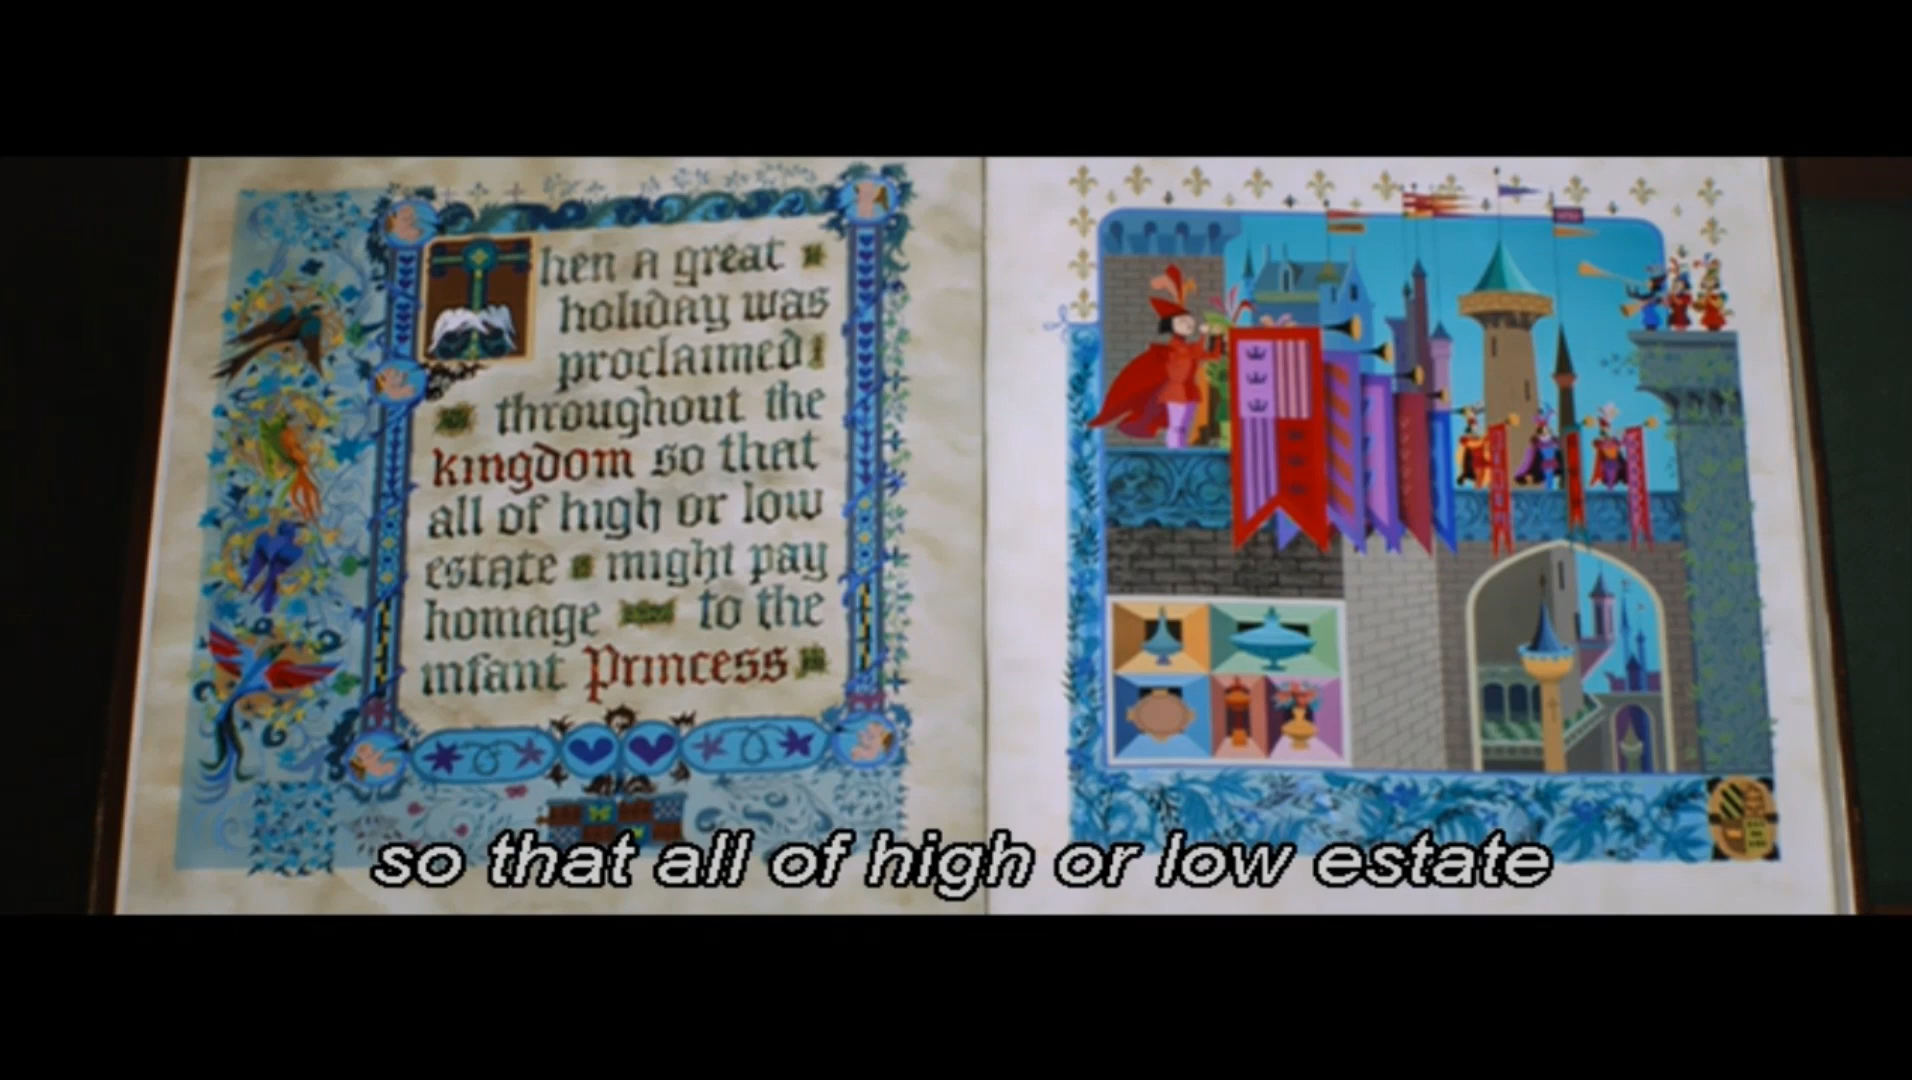 Then a great
holiday was
proclaimed
throughout the
kingdom so that
all of high or low
estate might pay
homage to the
infant Princess
so that all of high or low estate